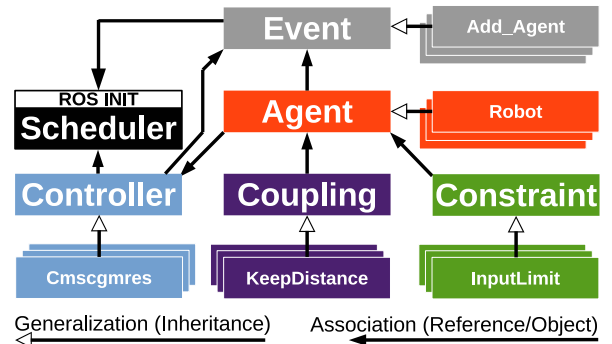 Event
Add_Agent
ROS INIT
Scheduler
Agent
Robot
Controller
Coupling
Constraint
Cmscgmres
KeepDistance
InputLimit
Generalization (Inheritance)
Association (Reference/Object)